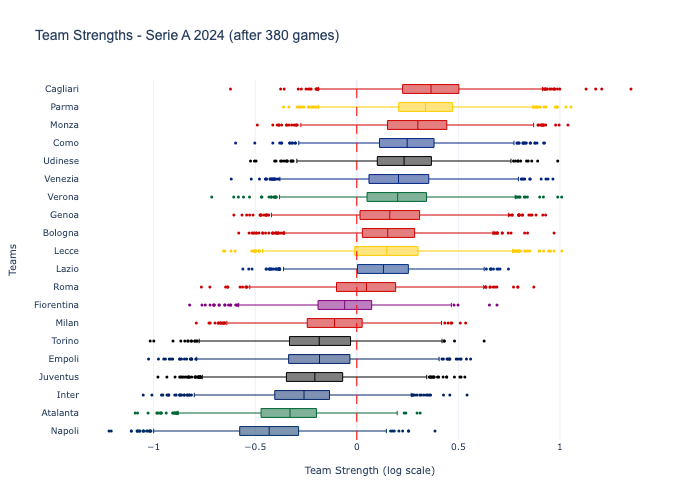 Team Strengths - Serie A 2024 (after 380 games)
Teams
Cagliari
Parma
Monza
Como
Udinese
Venezia
Verona
Genoa
Bologna
Lecce
Lazio
Roma
Fiorentina
Milan
Torino
Empoli
Juventus
Inter
Atalanta
Napoli
−1 −0.5 0 0.5 1
Team Strength (log scale)